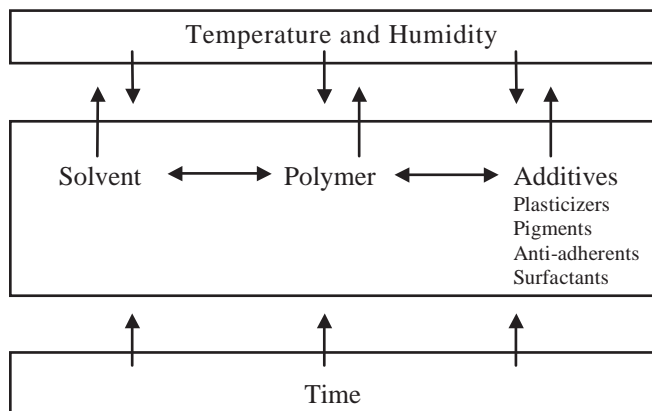 Temperature and Humidity
Solvent Polymer Additives
Plasticizers
Pigments
Anti-adherents
Surfactants
Time